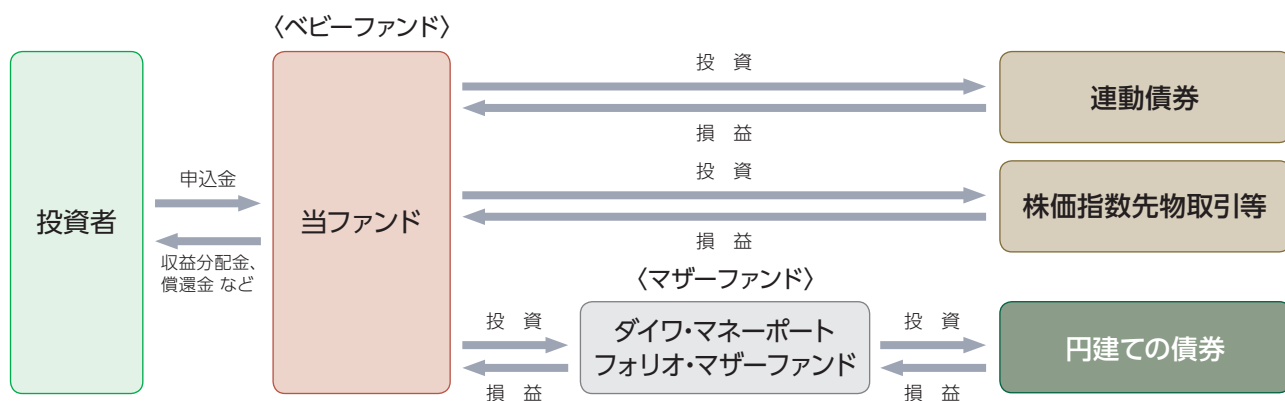 〈ベビーファンド〉
投資者
申込金
収益分配金、
償還金 など
当ファンド
投 資
損 益
連動債券
投 資
損 益
株価指数先物取引等
〈マザーファンド〉
投 資
損 益
ダイワ・マネーポート
フォリオ・マザーファンド
投 資
損 益
円建ての債券